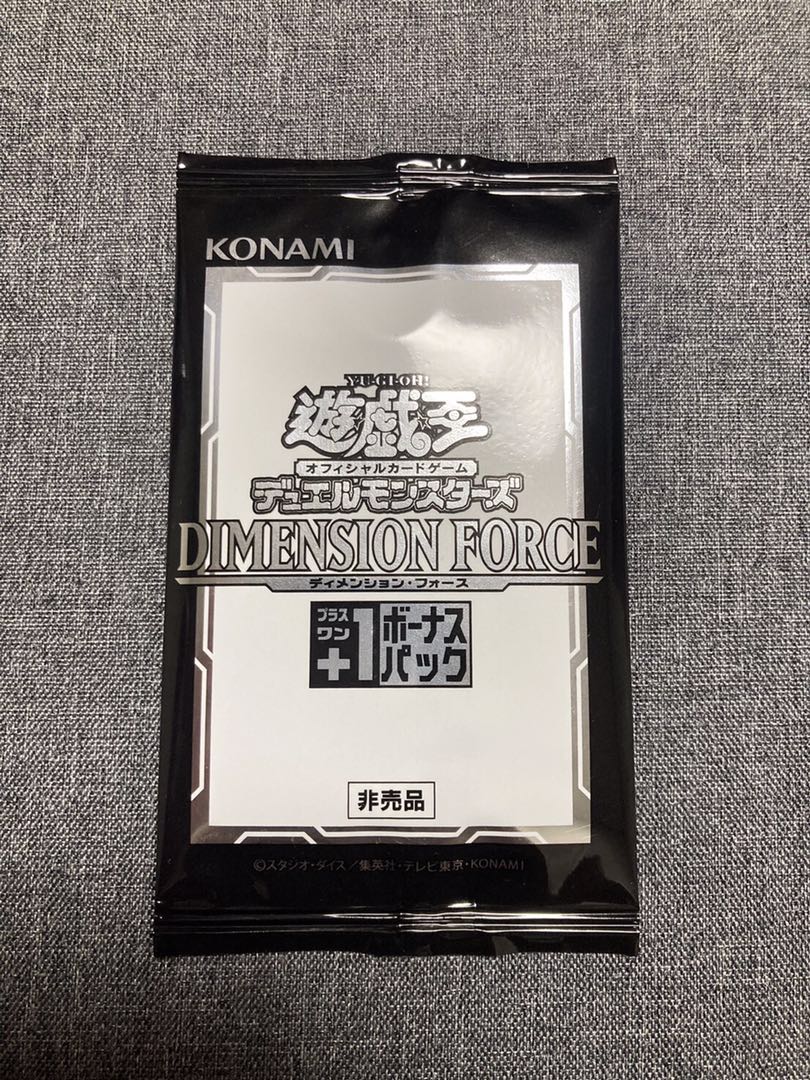 KONAMI
YU-GI-OH!
遊戯王
オフィシャルカードゲーム
デュエルモンスターズ
DIMENSION FORCE
ディメンション・フォース
プラス
ワン
+1
ボーナス
パック
非売品
©スタジオ・ダイス／集英社・テレビ東京・KONAMI